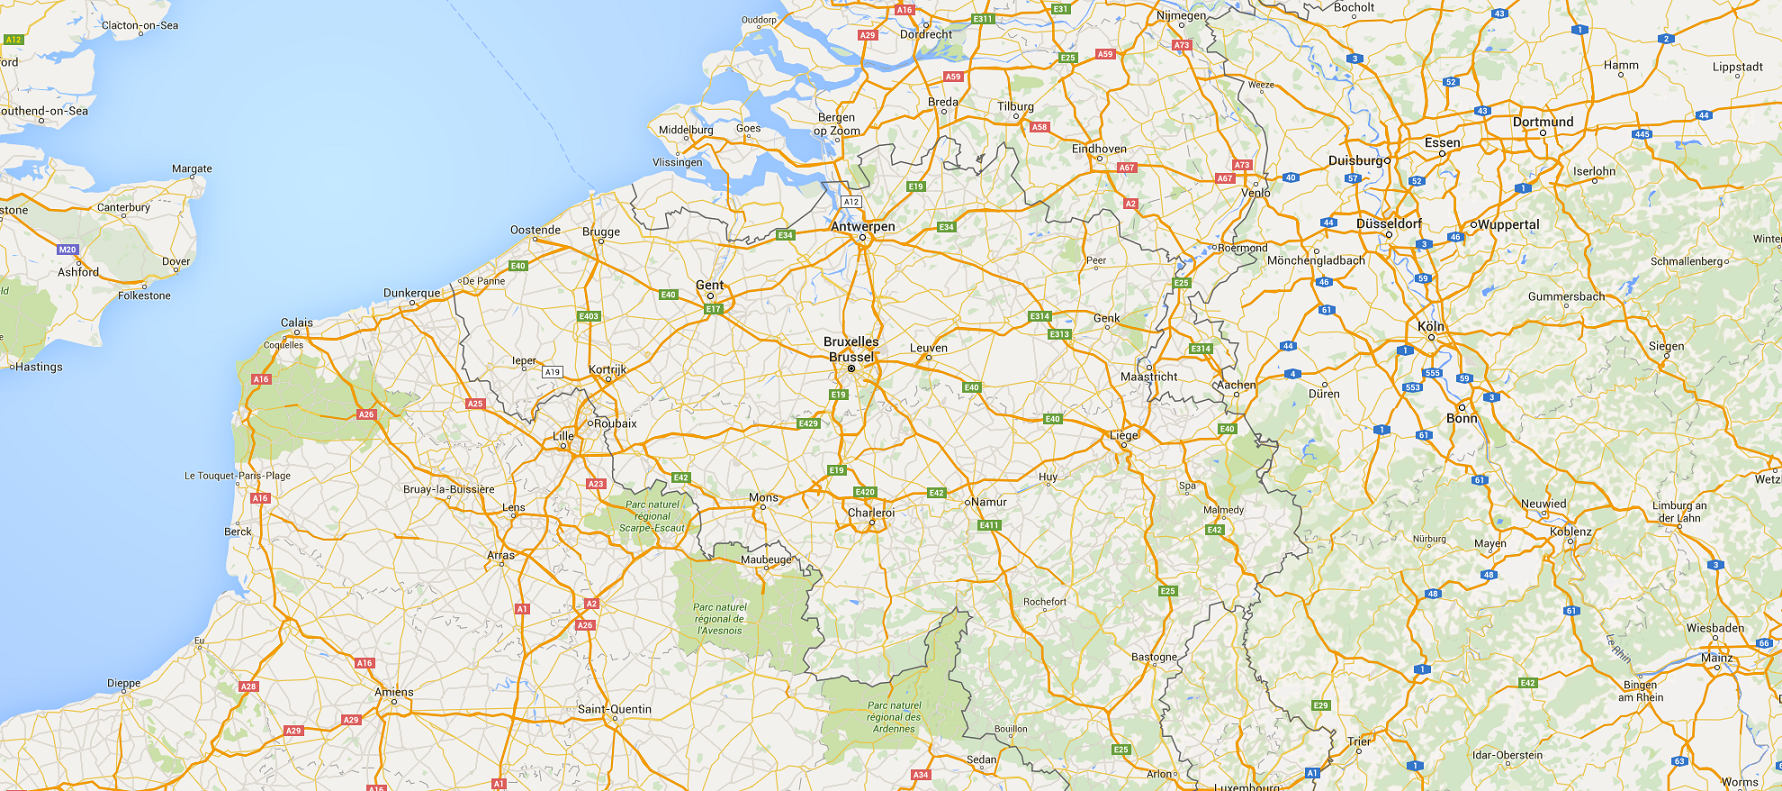 Clacton-on-Sea
Ouddorp
A16
E311
E31
Nijmegen
Bocholt
43
1
2
A12
A29
Dordrecht
A73
A59
E25
3
Hamm
Lippstadt
ford
A59
Weeze
52
outhend-on-Sea
Breda
Tilburg
43
44
Bergen
op Zoom
A58
Dortmund
445
Middelburg
Goes
Essen
Eindhoven
Vlissingen
Duisburg
A67
A73
Iserlohn
Margate
A67
40
57
52
1
E19
Venlo
Canterbury
A12
A2
stone
44
Düsseldorf
Wuppertal
Oostende
Brugge
Antwerpen
E34
E34
46
Winter
M20
3
Roermond
Mönchengladbach
Dover
Ashford
E40
Peer
Schmallenberg
59
De Panne
E25
46
Folkestone
Dunkerque
Gent
E40
E17
Gummersbach
61
Calais
E403
E314
Genk
Köln
E313
Coquelles
Bruxelles
Brussel
Leuven
E314
44
1
Siegen
Hastings
Ieper
A19
Kortrijk
Maastricht
4
555
59
A16
Aachen
553
E40
Düren
3
E19
A25
A26
Bonn
E429
E40
Roubaix
E40
1
61
Lille
Liège
E19
Le Touquet-Paris-Plage
E42
Huy
61
Wetz
A23
Bruay-la-Buissière
Spa
A16
Mons
E420
E42
Namur
Neuwied
Limburg an
der Lahn
Lens
Parc naturel
régional
Scarpe-Escaut
Charleroi
Malmedy
E411
Berck
E42
Koblenz
Nürburg
Mayen
Arras
Maubeuge
3
48
E25
48
A1
A2
Rochefort
61
Parc naturel
régional de
l'Avesnois
A26
Wiesbaden
Eu
Le Rhin
66
Bastogne
Mainz
A16
1
Dieppe
A28
Bingen
am Rhein
E42
Amiens
Saint-Quentin
E29
A29
Parc naturel
régional des
Ardennes
A29
Bouillon
Trier
E25
Idar-Oberstein
Sedan
63
1
A34
Arlon
A1
A1
Worms
A16
Luxembourg